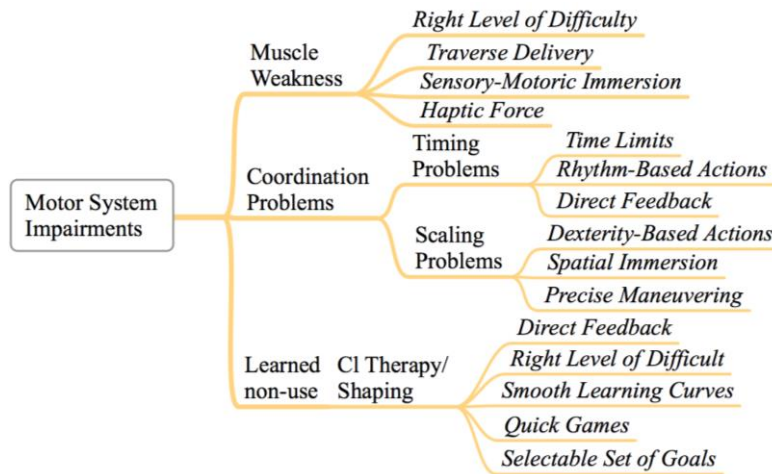 Motor System
Impairments
Muscle
Weakness
Right Level of Difficulty
Traverse Delivery
Sensory-Motoric Immersion
Haptic Force
Coordination
Problems
Timing
Problems
Time Limits
Rhythm-Based Actions
Direct Feedback
Scaling
Problems
Dexterity-Based Actions
Spatial Immersion
Precise Maneuvering
Learned
non-use
Cl Therapy/
Shaping
Direct Feedback
Right Level of Difficult
Smooth Learning Curves
Quick Games
Selectable Set of Goals